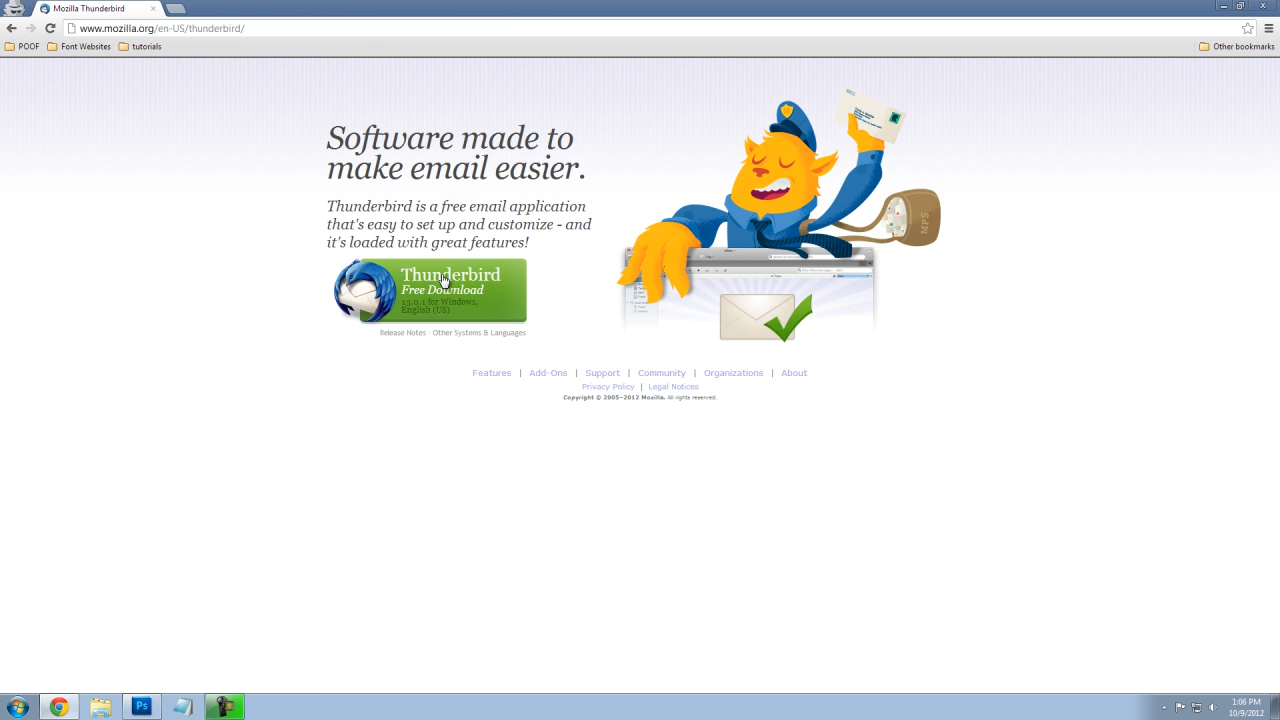 Mozilla Thunderbird
www.mozilla.org/en-US/thunderbird/
POOF Font Websites tutorials Other bookmarks
Software made to
make email easier.
Thunderbird is a free email application
that's easy to set up and customize - and
it's loaded with great features!
Thunderbird
Free Download
15.0.1 for Windows,
English (US)
Release Notes - Other Systems & Languages
MPS
Features | Add-Ons | Support | Community | Organizations | About
Privacy Policy | Legal Notices
Copyright © 2005–2012 Mozilla. All rights reserved.
Ps
1:06 PM
10/9/2012